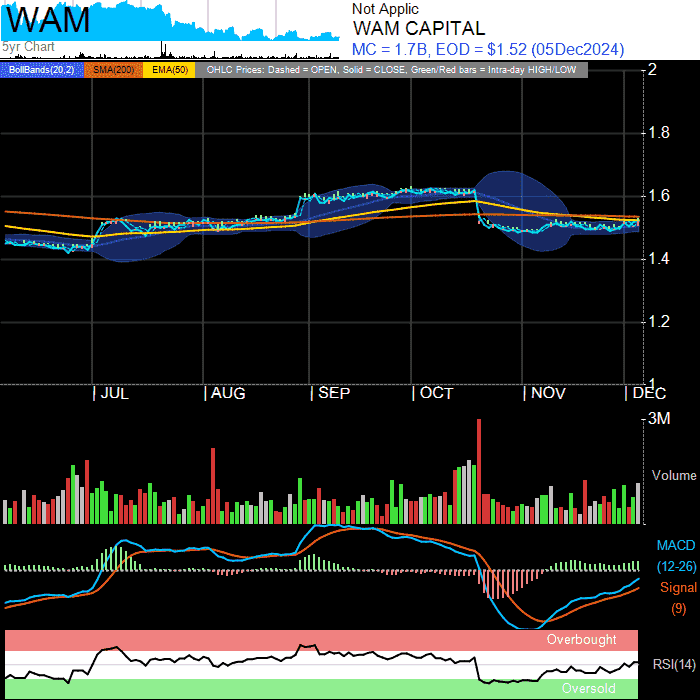 WAM
5yr Chart
Not Applic
WAM CAPITAL
MC = 1.7B, EOD = $1.52 (05Dec2024)
BollBands(20,2) SMA(200) EMA(50) OHLC Prices: Dashed = OPEN, Solid = CLOSE, Green/Red bars = Intra-day HIGH/LOW
2
1.8
1.6
1.4
1.2
1
JUL AUG SEP OCT NOV DEC
3M
Volume
MACD
(12-26)
Signal
(9)
Overbought
RSI(14)
Oversold